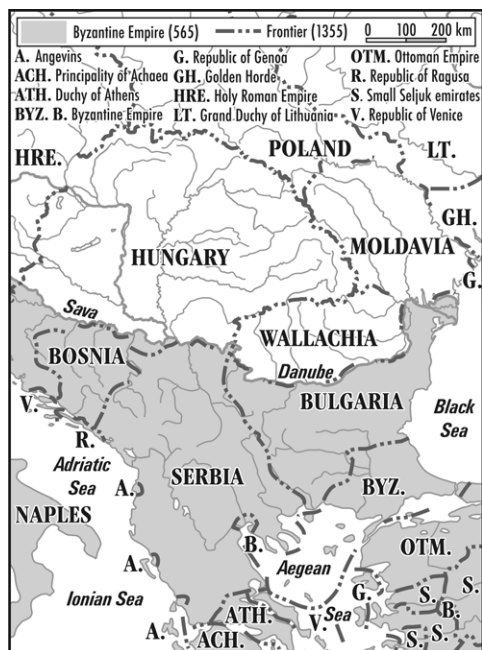 Byzantine Empire (565) Frontier (1355) 0 100 200 km
A. Angevins G. Republic of Genoa OTM. Ottoman Empire
ACH. Principality of Achaea GH. Golden Horde R. Republic of Ragusa
ATH. Duchy of Athens HRE. Holy Roman Empire S. Small Seljuk emirates
BYZ. B. Byzantine Empire LT. Grand Duchy of Lithuania V. Republic of Venice
HRE. POLAND LT.
GH.
HUNGARY MOLDAVIA
G.
Sava
BOSNIA WALLACHIA
Danube
V. BULGARIA Black
Sea
R.
Adriatic
Sea
SERBIA
A. BYZ.
NAPLES
B. OTM.
A. Aegean
Ionian Sea G. S. S.
ATH. V. Sea B.
A. ACH. S. S.